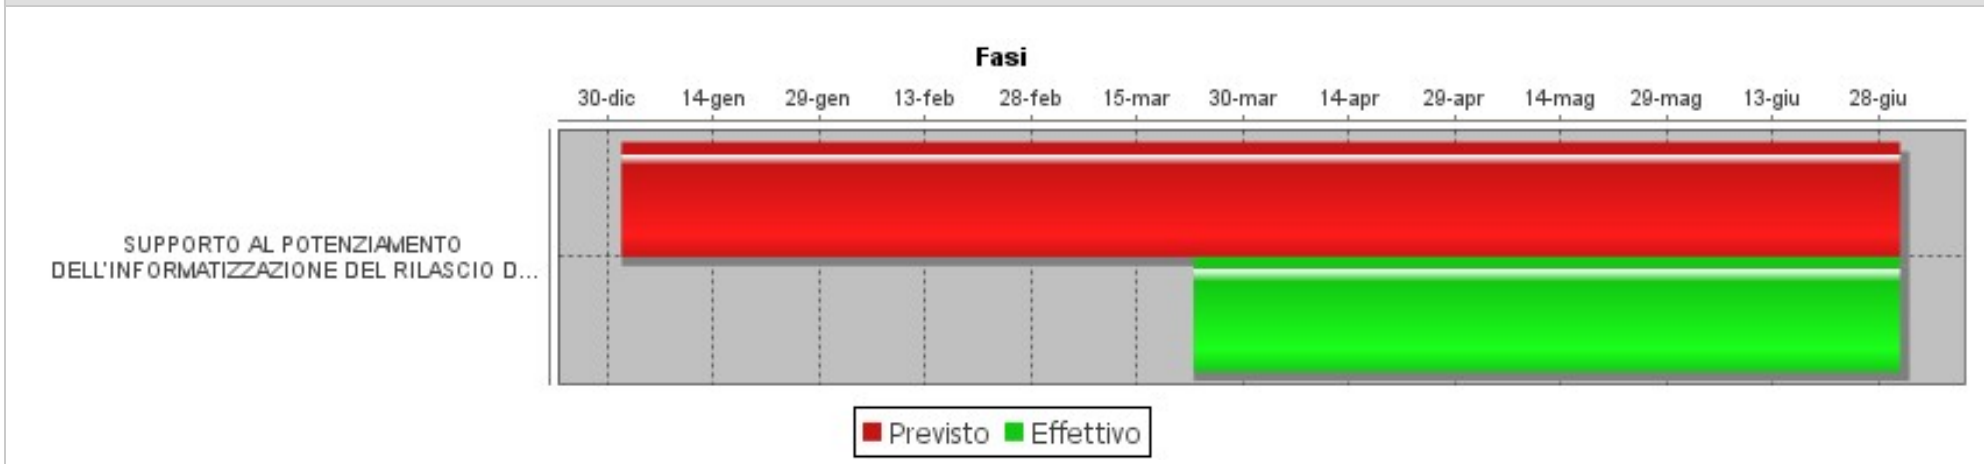 Fasi
30-dic 14-gen 29-gen 13-feb 28-feb 15-mar 30-mar 14-apr 29-apr 14-mag 29-mag 13-giu 28-giu
SUPPORTO AL POTENZIAMENTO
DELL'INFORMATIZZAZIONE DEL RILASCIO D...
Previsto Effettivo